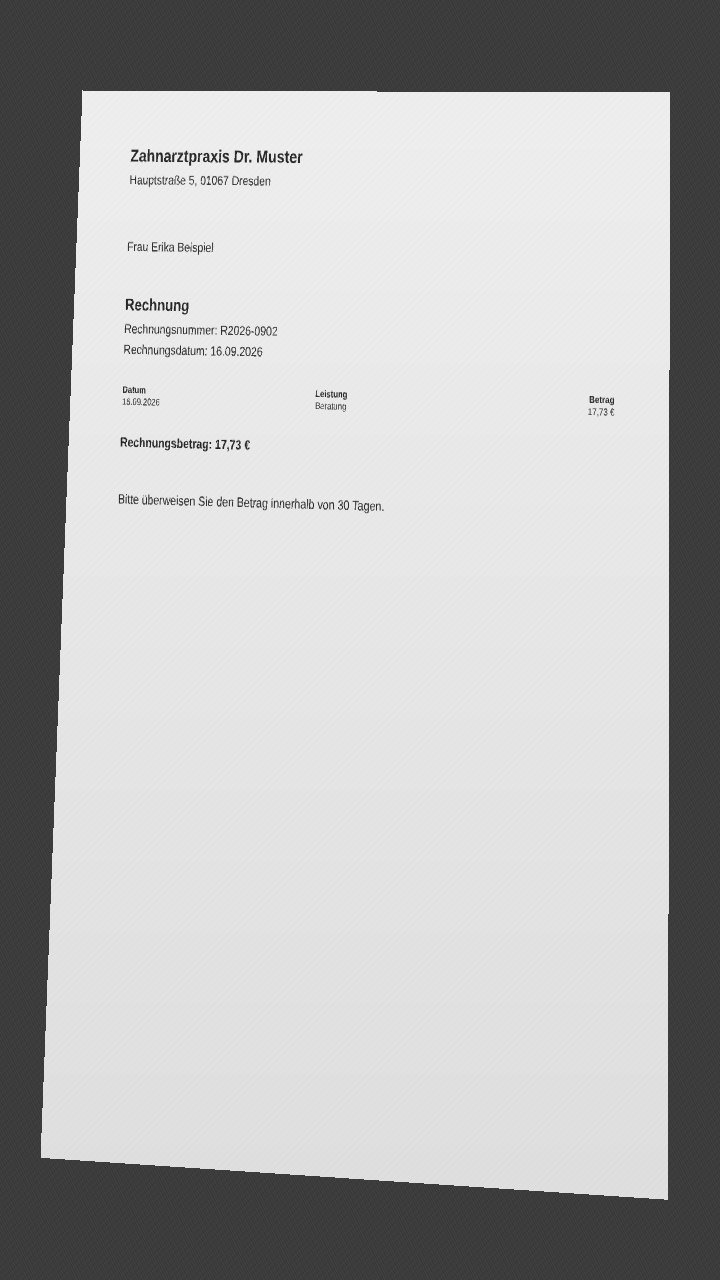 Zahnarztpraxis Dr. Muster
Hauptstraße 5, 01067 Dresden
Frau Erika Beispiel
Rechnung
Rechnungsnummer: R2026-0902
Rechnungsdatum: 16.09.2026
Datum Leistung Betrag
16.09.2026 Beratung 17,73 €
Rechnungsbetrag: 17,73 €
Bitte überweisen Sie den Betrag innerhalb von 30 Tagen.